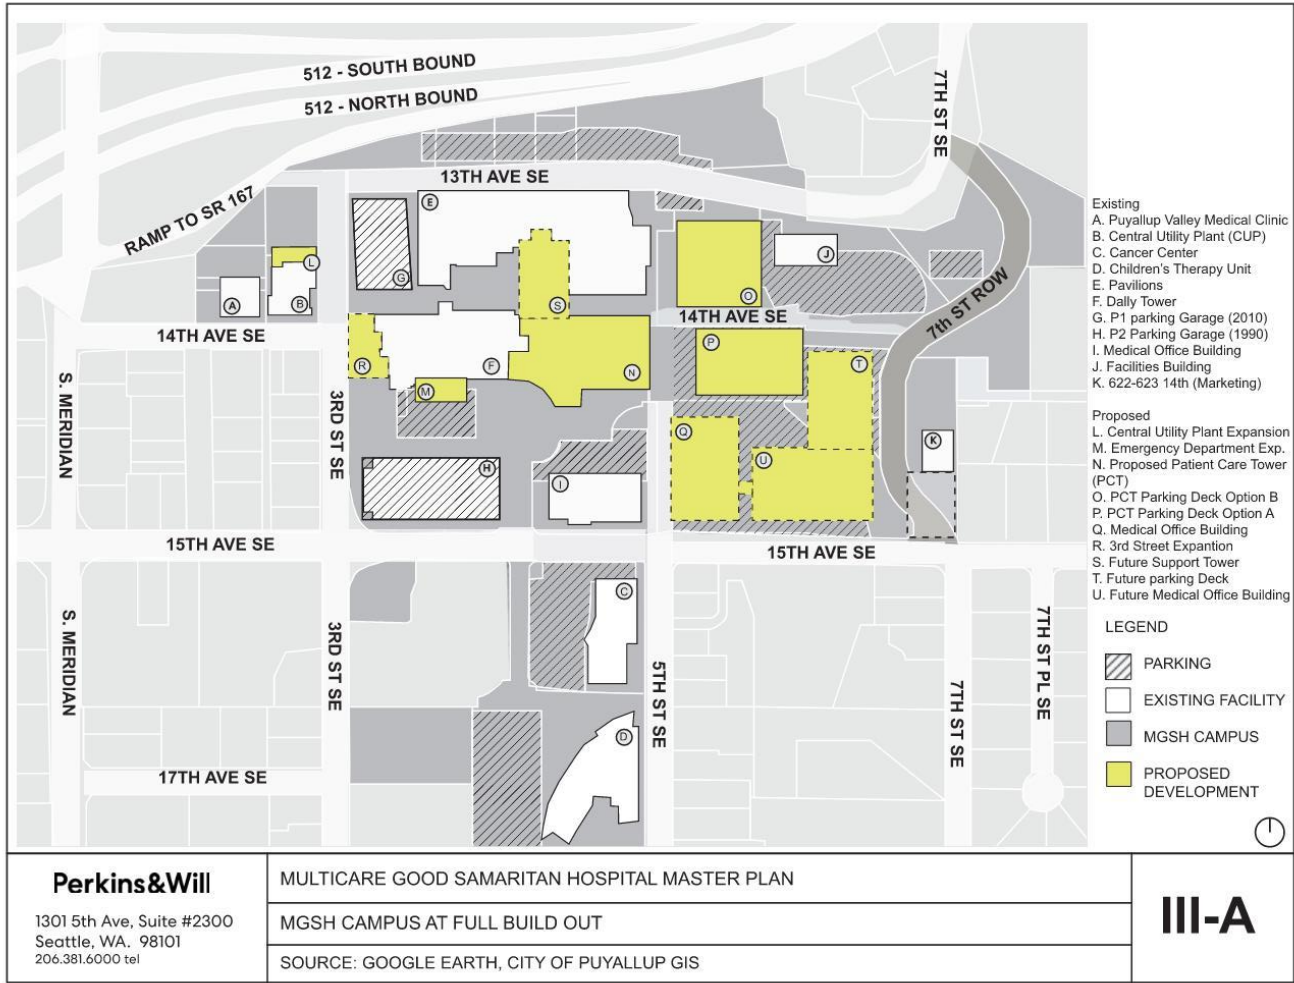 512 - SOUTH BOUND
512 - NORTH BOUND
7TH ST SE
13TH AVE SE
RAMP TO SR 167
E
G
L
A
B
S
O
J
14TH AVE SE
14TH AVE SE
7th ST ROW
R
F
M
N
P
T
S. MERIDIAN
3RD ST SE
H
I
Q
U
K
15TH AVE SE
15TH AVE SE
S. MERIDIAN
3RD ST SE
C
D
5TH ST SE
7TH ST SE
7TH ST PL SE
17TH AVE SE
Existing
A. Puyallup Valley Medical Clinic
B. Central Utility Plant (CUP)
C. Cancer Center
D. Children's Therapy Unit
E. Pavilions
F. Dally Tower
G. P1 parking Garage (2010)
H. P2 Parking Garage (1990)
I. Medical Office Building
J. Facilities Building
K. 622-623 14th (Marketing)
Proposed
L. Central Utility Plant Expansion
M. Emergency Department Exp.
N. Proposed Patient Care Tower
(PCT)
O. PCT Parking Deck Option B
P. PCT Parking Deck Option A
Q. Medical Office Building
R. 3rd Street Expantion
S. Future Support Tower
T. Future parking Deck
U. Future Medical Office Building
LEGEND
PARKING
EXISTING FACILITY
MGSH CAMPUS
PROPOSED
DEVELOPMENT
Perkins&Will
1301 5th Ave, Suite #2300
Seattle, WA. 98101
206.381.6000 tel
MULTICARE GOOD SAMARITAN HOSPITAL MASTER PLAN
MGSH CAMPUS AT FULL BUILD OUT
SOURCE: GOOGLE EARTH, CITY OF PUYALLUP GIS
III-A